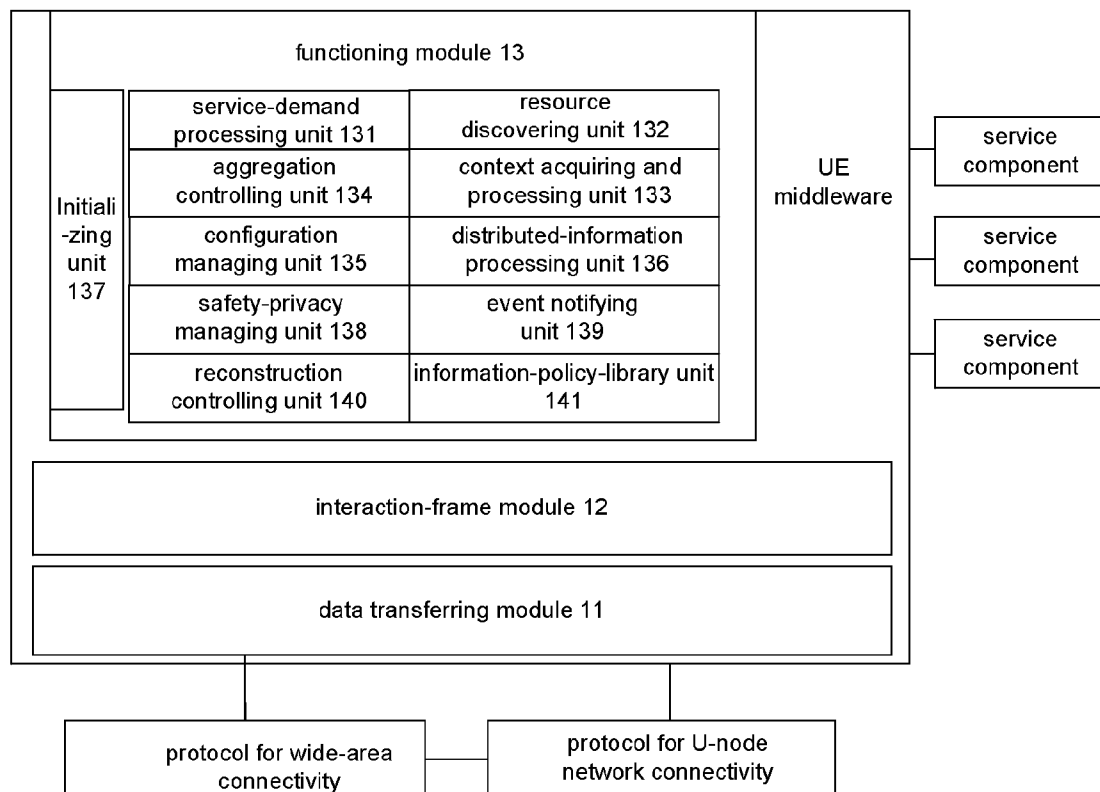 functioning module 13
Initiali
-zing
unit
137
service-demand
processing unit 131
resource
discovering unit 132
aggregation
controlling unit 134
context acquiring and
processing unit 133
configuration
managing unit 135
distributed-information
processing unit 136
safety-privacy
managing unit 138
event notifying
unit 139
reconstruction
controlling unit 140
information-policy-library unit
141
UE
middleware
service
component
service
component
service
component
interaction-frame module 12
data transferring module 11
protocol for wide-area
connectivity
protocol for U-node
network connectivity